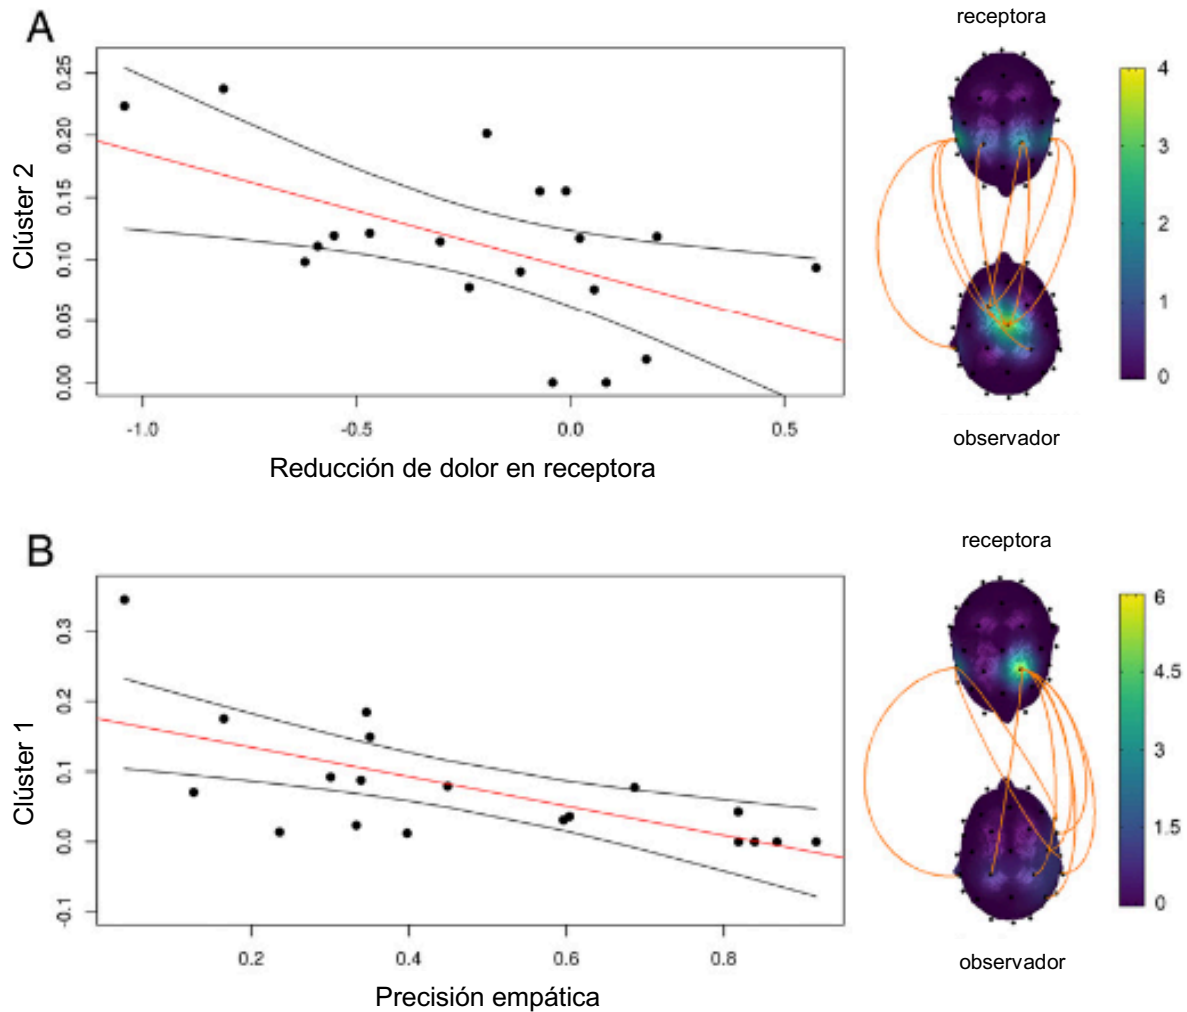 A
receptora
Clúster 2
0.25
0.20
0.15
0.10
0.05
0.00
-1.0
-0.5
0.0
0.5
Reducción de dolor en receptora
4
3
2
1
0
observador
B
receptora
Clúster 1
0.3
0.2
0.1
0.0
-0.1
0.2
0.4
0.6
0.8
Precisión empática
6
4.5
3
1.5
0
observador